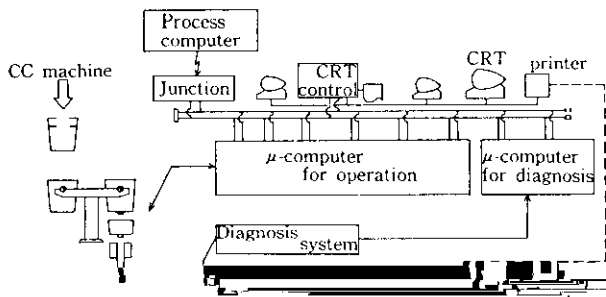 Process
computer
CC machine
Junction
CRT
control
CRT
printer
μ-computer
for operation
μ-computer
for diagnosis
Diagnosis
system